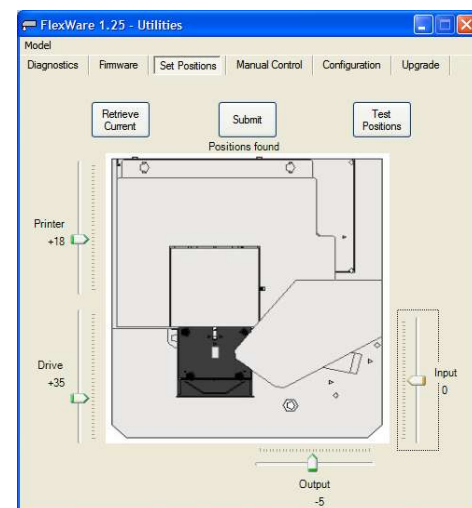 FlexWare 1.25 - Utilities
Model
Diagnostics Firmware Set Positions Manual Control Configuration Upgrade
Retrieve Current
Submit
Test Positions
Positions found
Printer
+18
Drive
+35
Input
0
Output
-5